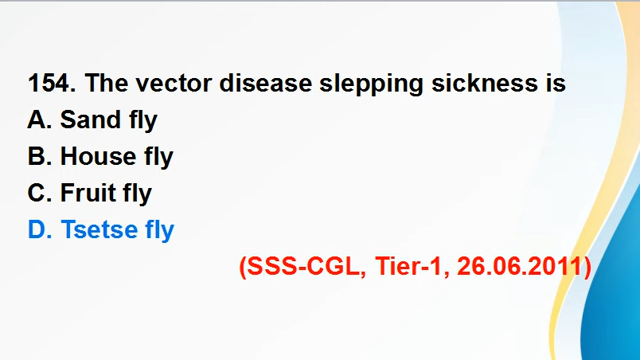 154. The vector disease slepping sickness is
A. Sand fly
B. House fly
C. Fruit fly
D. Tsetse fly
(SSS-CGL, Tier-1, 26.06.2011)